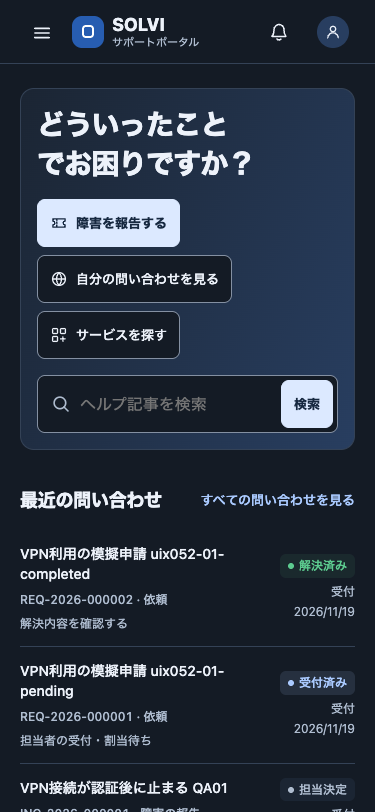 SOLVI
サポートポータル
どういったこと
でお困りですか？
障害を報告する
自分の問い合わせを見る
サービスを探す
ヘルプ記事を検索
検索
最近の問い合わせ
すべての問い合わせを見る
VPN利用の模擬申請 uix052-01-
completed
REQ-2026-000002 · 依頼
解決内容を確認する
解決済み
受付
2026/11/19
VPN利用の模擬申請 uix052-01-
pending
REQ-2026-000001 · 依頼
担当者の受付・割当待ち
受付済み
受付
2026/11/19
VPN接続が認証後に止まる QA01
担当決定